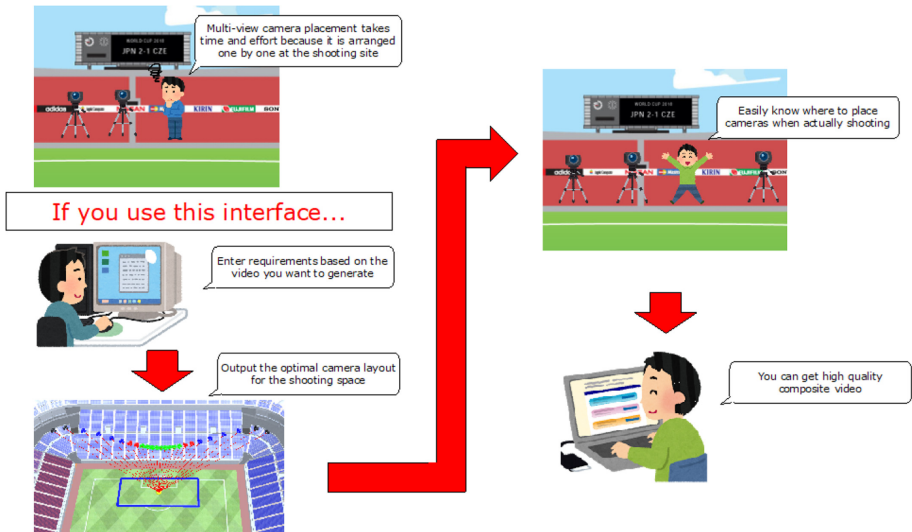 Multi-view camera placement takes
time and effort because it is arranged
one by one at the shooting site
WORLD CUP 2018
JPN 2-1 CZE
adidas
KIRIN
FUJIFILM
BON
If you use this interface...
Enter requirements based on the
video you want to generate
Output the optimal camera layout
for the shooting space
WORLD CUP 2018
JPN 2-1 CZE
Easily know where to place
cameras when actually shooting
KIRIN
You can get high quality
composite video